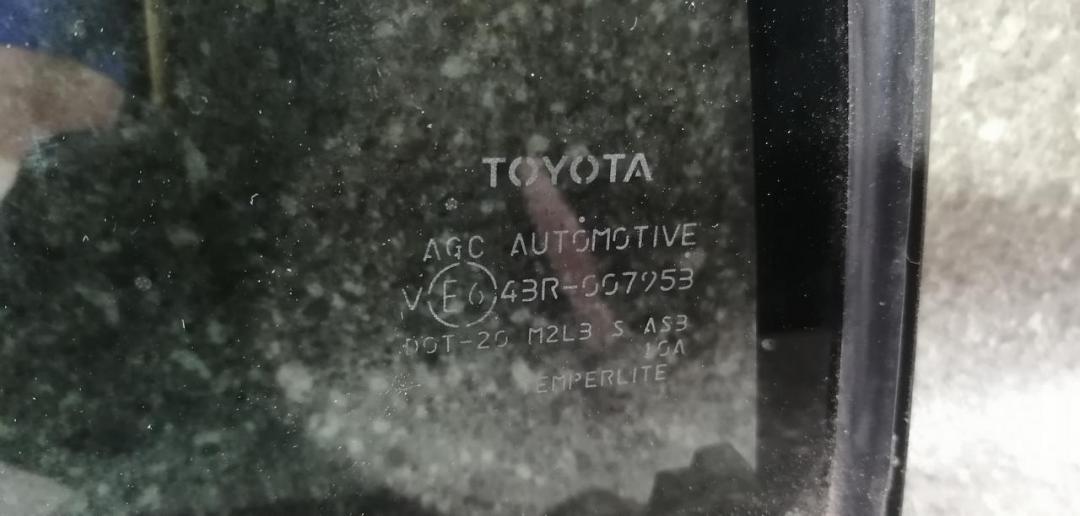 TOYOTA
AGC AUTOMOTIVE
V E6 43R-007953
DOT-20 M2L3 S AS3
10A
TEMPERLITE